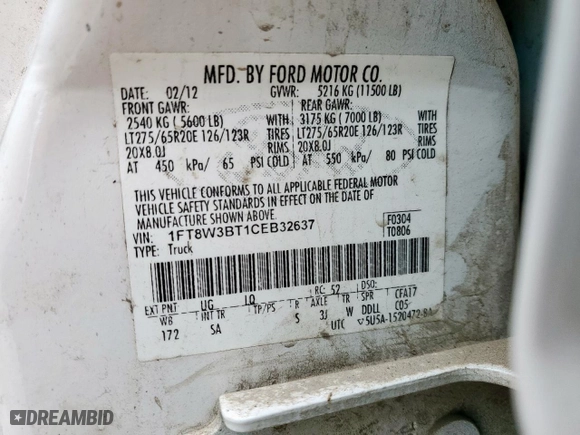 MFD. BY FORD MOTOR CO.
DATE: 02/12 GVWR: 5216 KG (11500 LB)
FRONT GAWR: REAR GAWR:
2540 KG (5600 LB) WITH 3175 KG (7000 LB) WITH
LT275/65R20E 126/123R TIRES LT275/65R20E 126/123R TIRES
20X8.0J RIMS 20X8.0J RIMS
AT 450 kPa/ 65 PSI COLD AT 550 kPa/ 80 PSI COLD
THIS VEHICLE CONFORMS TO ALL APPLICABLE FEDERAL MOTOR
VEHICLE SAFETY STANDARDS IN EFFECT ON THE DATE OF
MANUFACTURE SHOWN ABOVE.
VIN: 1FT8W3BT1CEB32637 F0304
TYPE: Truck T0806
EXT PNT: UG IQ RC: 52 DSO:
WB INT TR TP/PS R AXLE TR SPR CFA17
172 SA S 3J W DDLL C05
UTC 5U5A-1520472-BA
DREAMBID